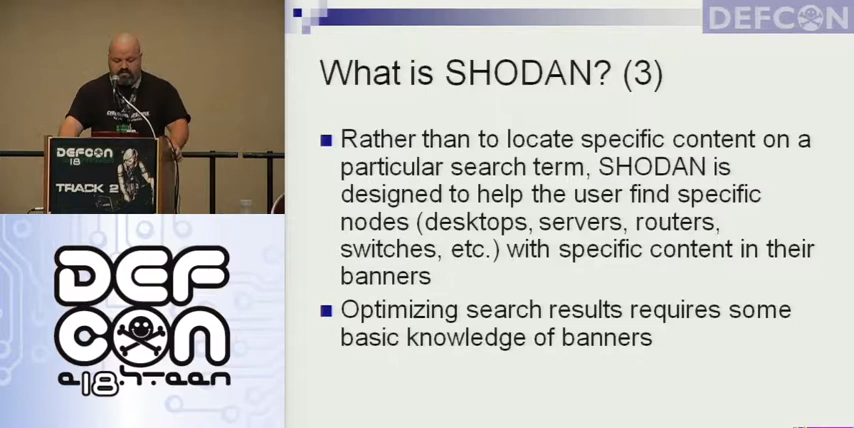 DEFCON
What is SHODAN? (3)
Rather than to locate specific content on a
particular search term, SHODAN is
designed to help the user find specific
nodes (desktops, servers, routers,
switches, etc.) with specific content in their
banners
Optimizing search results requires some
basic knowledge of banners
DEFCON
18
TRACK 2
DEF
CON
e18hteen